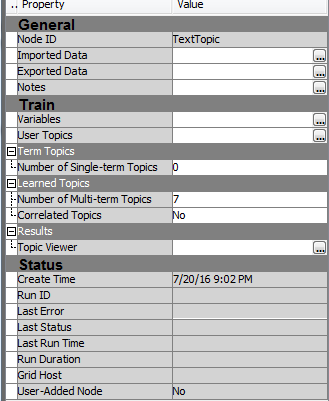 .. Property Value
General
Node ID TextTopic
Imported Data ...
Exported Data ...
Notes ...
Train
Variables ...
User Topics ...
Term Topics
Number of Single-term Topics 0
Learned Topics
Number of Multi-term Topics 7
Correlated Topics No
Results
Topic Viewer ...
Status
Create Time 7/20/16 9:02 PM
Run ID
Last Error
Last Status
Last Run Time
Run Duration
Grid Host
User-Added Node No